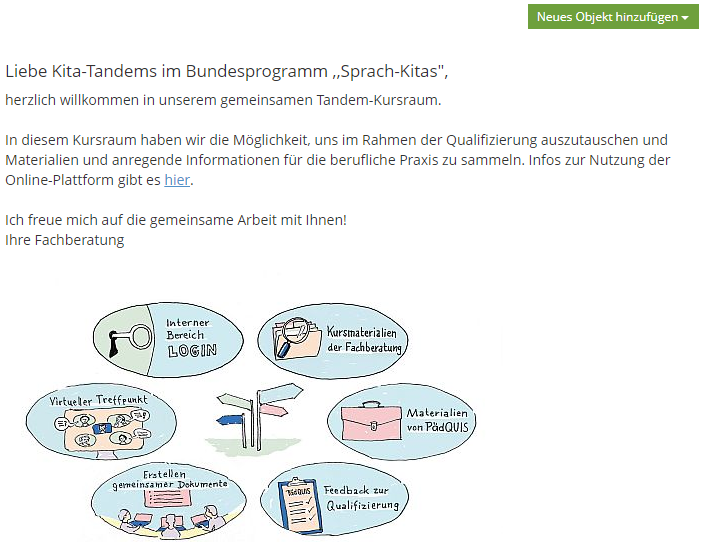 Neues Objekt hinzufügen
Liebe Kita-Tandems im Bundesprogramm ,,Sprach-Kitas",
herzlich willkommen in unserem gemeinsamen Tandem-Kursraum.
In diesem Kursraum haben wir die Möglichkeit, uns im Rahmen der Qualifizierung auszutauschen und
Materialien und anregende Informationen für die berufliche Praxis zu sammeln. Infos zur Nutzung der
Online-Plattform gibt es hier.
Ich freue mich auf die gemeinsame Arbeit mit Ihnen!
Ihre Fachberatung
Interner
Bereich
LOGIN
Kursmaterialien
der Fachberatung
Virtueller Treffpunkt
Materialien
von PädQUIS
Erstellen
gemeinsamer Dokumente
PädQUIS
Feedback zur
Qualifizierung